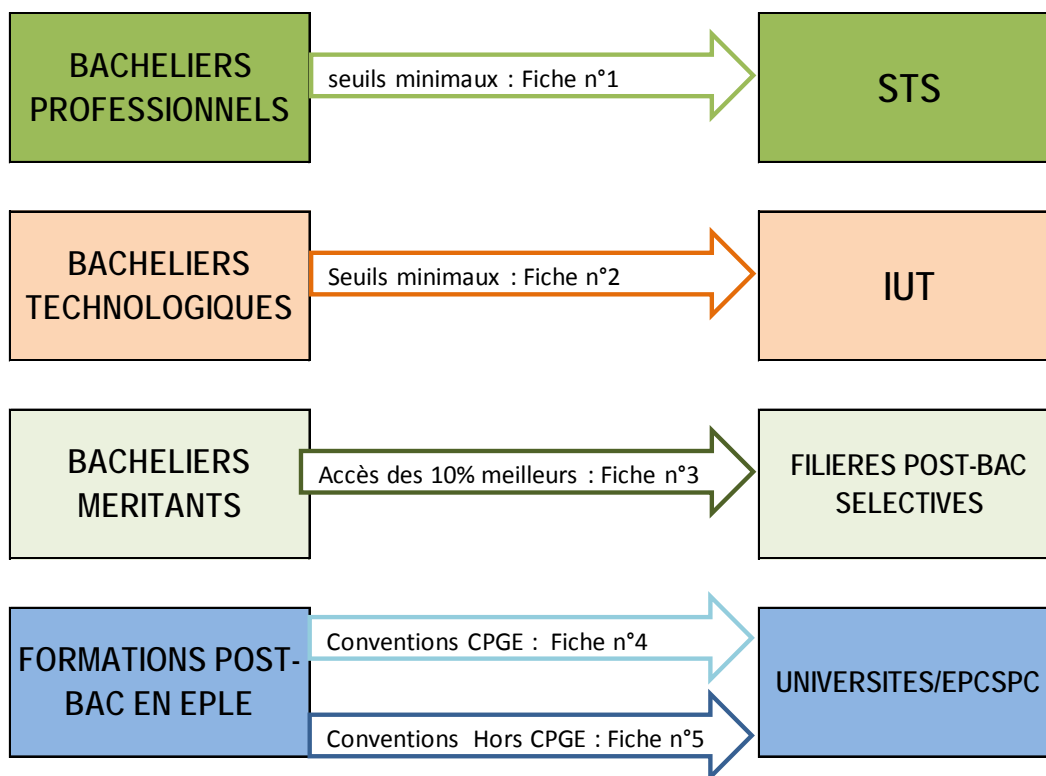 BACHELIERS
PROFESSIONNELS
seuils minimaux : Fiche n°1
STS
BACHELIERS
TECHNOLOGIQUES
Seuils minimaux : Fiche n°2
IUT
BACHELIERS
MERITANTS
Accès des 10% meilleurs : Fiche n°3
FILIERES POST-BAC
SELECTIVES
FORMATIONS POST-
BAC EN EPLE
Conventions CPGE : Fiche n°4
Conventions Hors CPGE : Fiche n°5
UNIVERSITES/EPCSPC